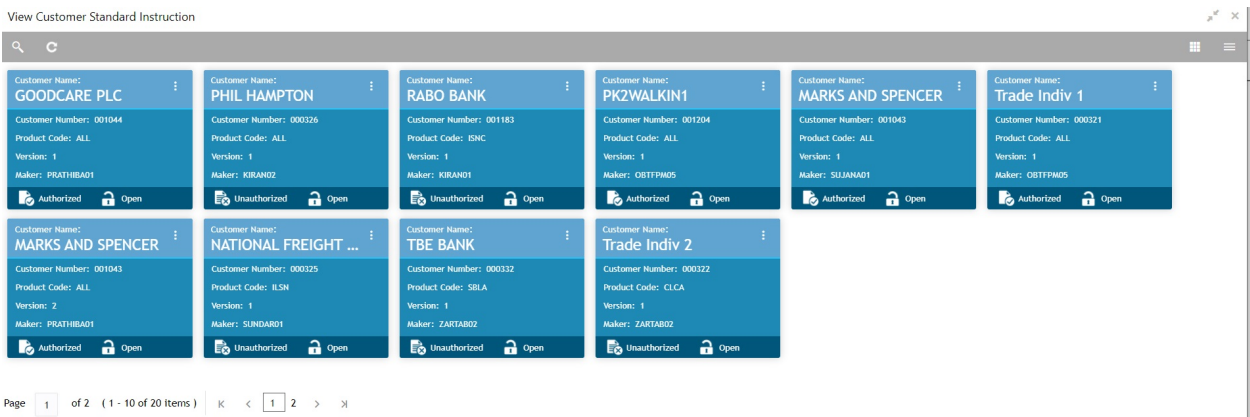 View Customer Standard Instruction
Customer Name:
GOODCARE PLC
Customer Number: 001044
Product Code: ALL
Version: 1
Maker: PRATHIBA01
Authorized Open
Customer Name:
PHIL HAMPTON
Customer Number: 000326
Product Code: ALL
Version: 1
Maker: KIRAN02
Unauthorized Open
Customer Name:
RABO BANK
Customer Number: 001183
Product Code: ISNC
Version: 1
Maker: KIRAN01
Unauthorized Open
Customer Name:
PK2WALKIN1
Customer Number: 001204
Product Code: ALL
Version: 1
Maker: OBTFPM05
Authorized Open
Customer Name:
MARKS AND SPENCER
Customer Number: 001043
Product Code: ALL
Version: 1
Maker: SUJANA01
Authorized Open
Customer Name:
Trade Indiv 1
Customer Number: 000321
Product Code: ALL
Version: 1
Maker: OBTFPM05
Authorized Open
Customer Name:
MARKS AND SPENCER
Customer Number: 001043
Product Code: ALL
Version: 2
Maker: PRATHIBA01
Authorized Open
Customer Name:
NATIONAL FREIGHT ...
Customer Number: 000325
Product Code: ILSN
Version: 1
Maker: SUNDAR01
Unauthorized Open
Customer Name:
TBE BANK
Customer Number: 000332
Product Code: SBLA
Version: 1
Maker: ZARTAB02
Unauthorized Open
Customer Name:
Trade Indiv 2
Customer Number: 000322
Product Code: CLCA
Version: 1
Maker: ZARTAB02
Unauthorized Open
Page 1 of 2 ( 1 - 10 of 20 items ) 1 2